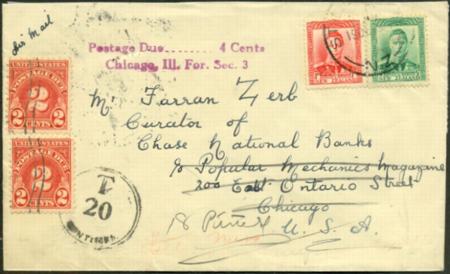 Postage Due........ 4 Cents
Chicago, Ill. For. Sec. 3
UNITED STATES
POSTAGE DUE
2
CENTS
UNITED STATES
POSTAGE DUE
2
CENTS
T
20
NTIMES
NZ
Mr Farran Zerb
Curator of
Chase National Banks
℅ Popular Mechanics Magazine
200 East Ontario Street
Chicago
U. S. A.